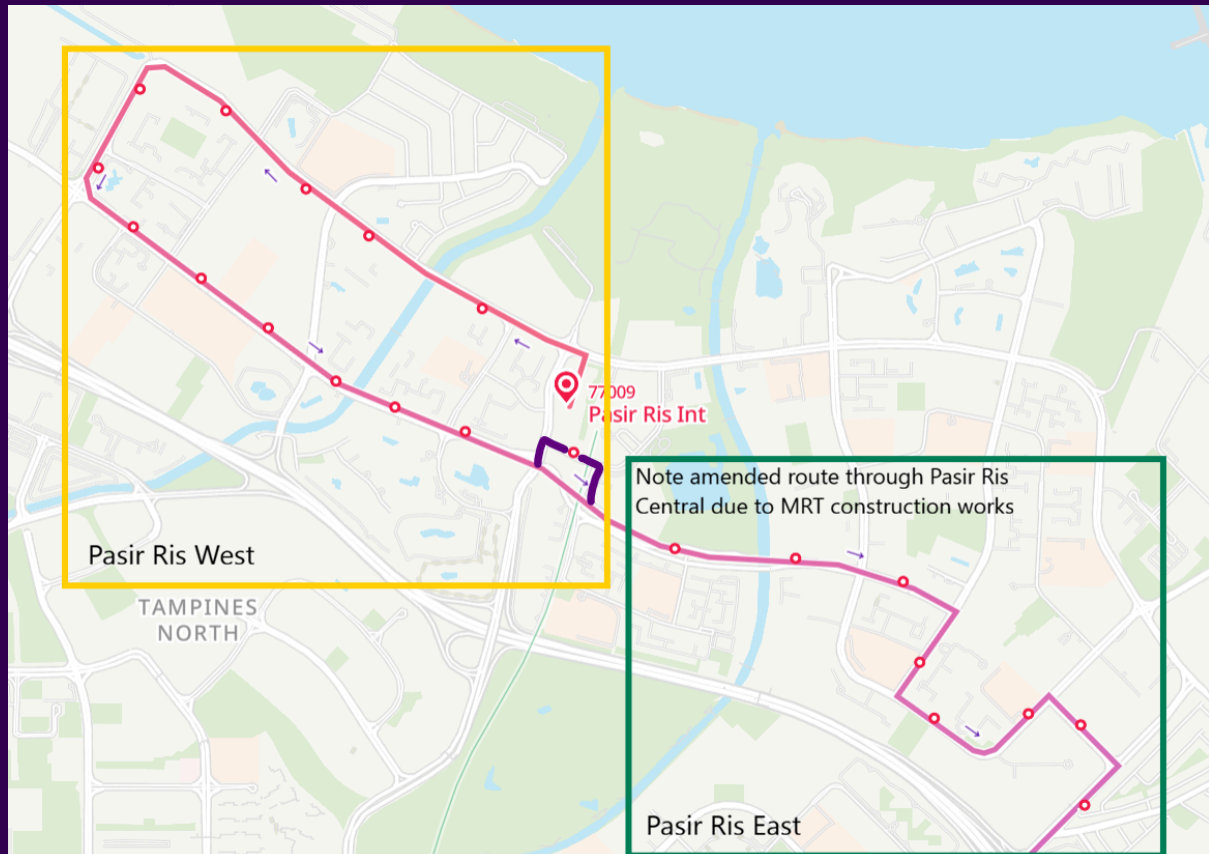 77009
Pasir Ris Int
Note amended route through Pasir Ris
Central due to MRT construction works
Pasir Ris West
TAMPINES
NORTH
Pasir Ris East